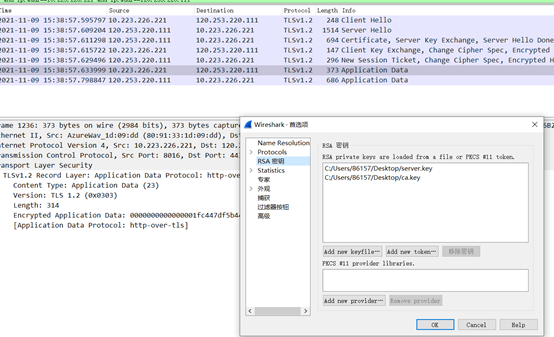 Time Source Destination Protocol Length Info
2021-11-09 15:38:57.595797 10.223.226.221 120.253.220.111 TLSv1.2 248 Client Hello
2021-11-09 15:38:57.609204 120.253.220.111 10.223.226.221 TLSv1.2 1514 Server Hello
2021-11-09 15:38:57.611298 120.253.220.111 10.223.226.221 TLSv1.2 694 Certificate, Server Key Exchange, Server Hello Done
2021-11-09 15:38:57.615722 10.223.226.221 120.253.220.111 TLSv1.2 147 Client Key Exchange, Change Cipher Spec, Encrypted
2021-11-09 15:38:57.629496 120.253.220.111 10.223.226.221 TLSv1.2 296 New Session Ticket, Change Cipher Spec, Encrypted H
2021-11-09 15:38:57.633999 10.223.226.221 120.253.220.111 TLSv1.2 373 Application Data
2021-11-09 15:38:57.798847 120.253.220.111 10.223.226.221 TLSv1.2 686 Application Data
ame 1236: 373 bytes on wire (2984 bits), 373 bytes captur
thernet II, Src: AzureWav_1d:09:dd (80:91:33:1d:09:dd), Dst
nternet Protocol Version 4, Src: 10.223.226.221, Dst: 120.2
ransmission Control Protocol, Src Port: 8016, Dst Port: 44
ransport Layer Security
TLSv1.2 Record Layer: Application Data Protocol: http-ove
Content Type: Application Data (23)
Version: TLS 1.2 (0x0303)
Length: 314
Encrypted Application Data: 0000000000000001fc447df5b4
[Application Data Protocol: http-over-tls]
Wireshark · 首选项
Name Resolution
Protocols
RSA 密钥
Statistics
专家
外观
捕获
过滤器按钮
高级
RSA 密钥
RSA private keys are loaded from a file or PKCS #11 token.
C:/Users/86157/Desktop/server.key
C:/Users/86157/Desktop/ca.key
Add new keyfile… Add new token… 移除密钥
PKCS #11 provider libraries.
Add new provider… Remove provider
OK Cancel Help